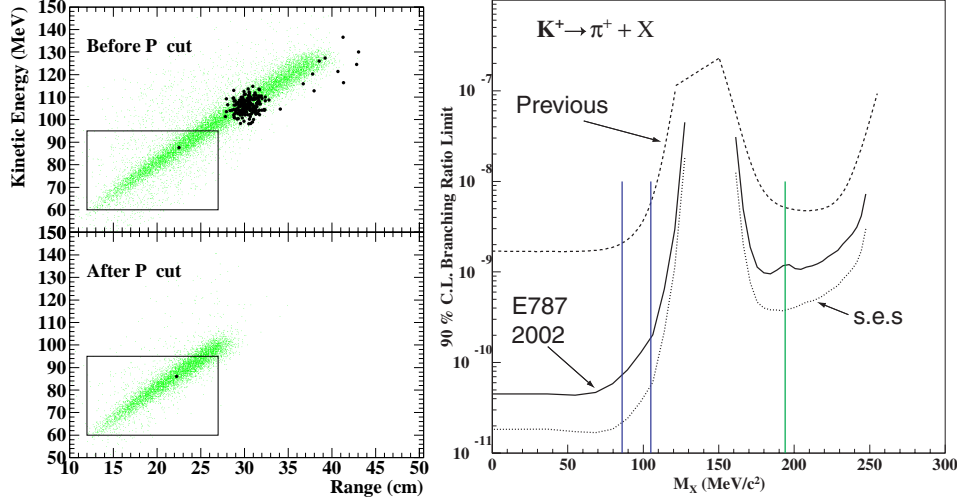 Kinetic Energy (MeV)
150
140
130
120
110
100
90
80
70
60
150
140
130
120
110
100
90
80
70
60
50
Before P cut
After P cut
10 15 20 25 30 35 40 45 50
Range (cm)
90 % C.L. Branching Ratio Limit
10-7
10-8
10-9
10-10
10-11
K+ → π+ + X
Previous
E787
2002
s.e.s
0 50 100 150 200 250 300
MX (MeV/c2)